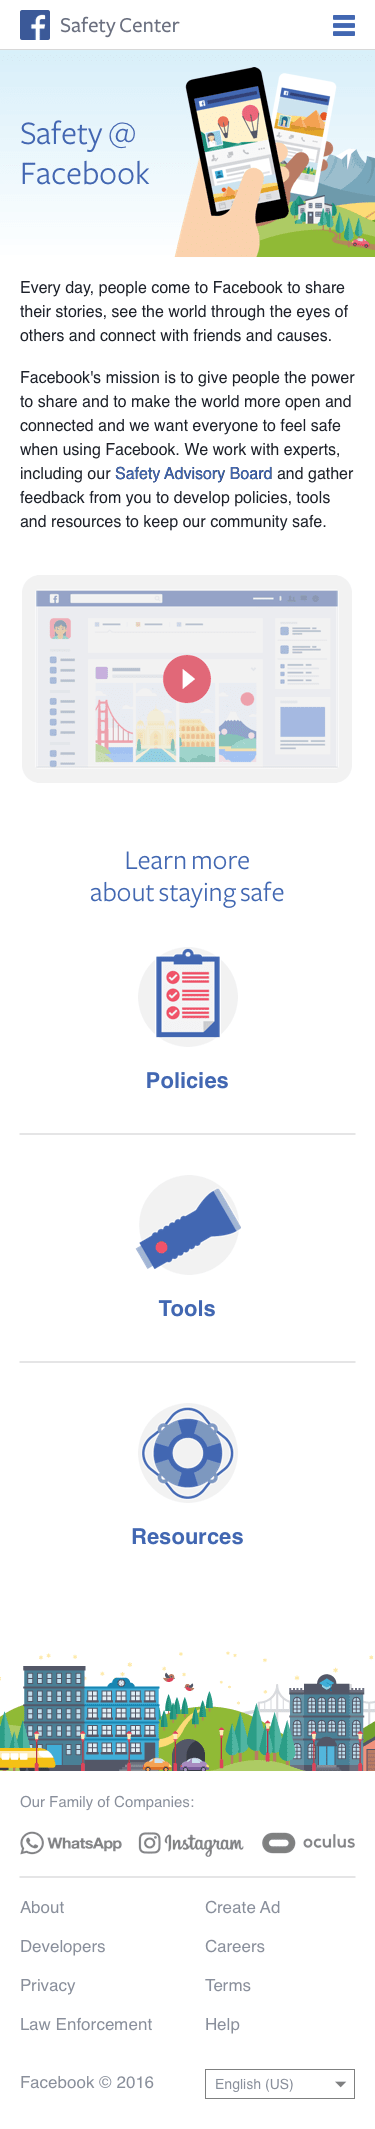 Safety Center
Safety @
Facebook
Every day, people come to Facebook to share
their stories, see the world through the eyes of
others and connect with friends and causes.
Facebook's mission is to give people the power
to share and to make the world more open and
connected and we want everyone to feel safe
when using Facebook. We work with experts,
including our Safety Advisory Board and gather
feedback from you to develop policies, tools
and resources to keep our community safe.
Learn more
about staying safe
Policies
Tools
Resources
Our Family of Companies:
WhatsApp Instagram oculus
About Create Ad
Developers Careers
Privacy Terms
Law Enforcement Help
Facebook © 2016 English (US)